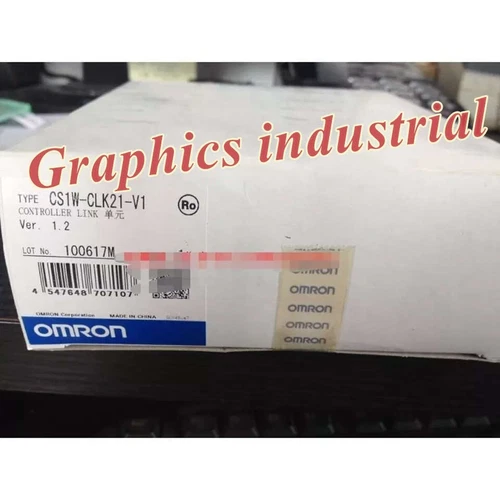 Graphics industrial
TYPE CS1W-CLK21-V1
CONTROLLER LINK 单元
Ver. 1.2
Ro
LOT No. 100617M
4 547648 707107
OMRON Corporation MADE IN CHINA
OMRON
OMRON
OMRON
OMRON
OMRON
OMRON